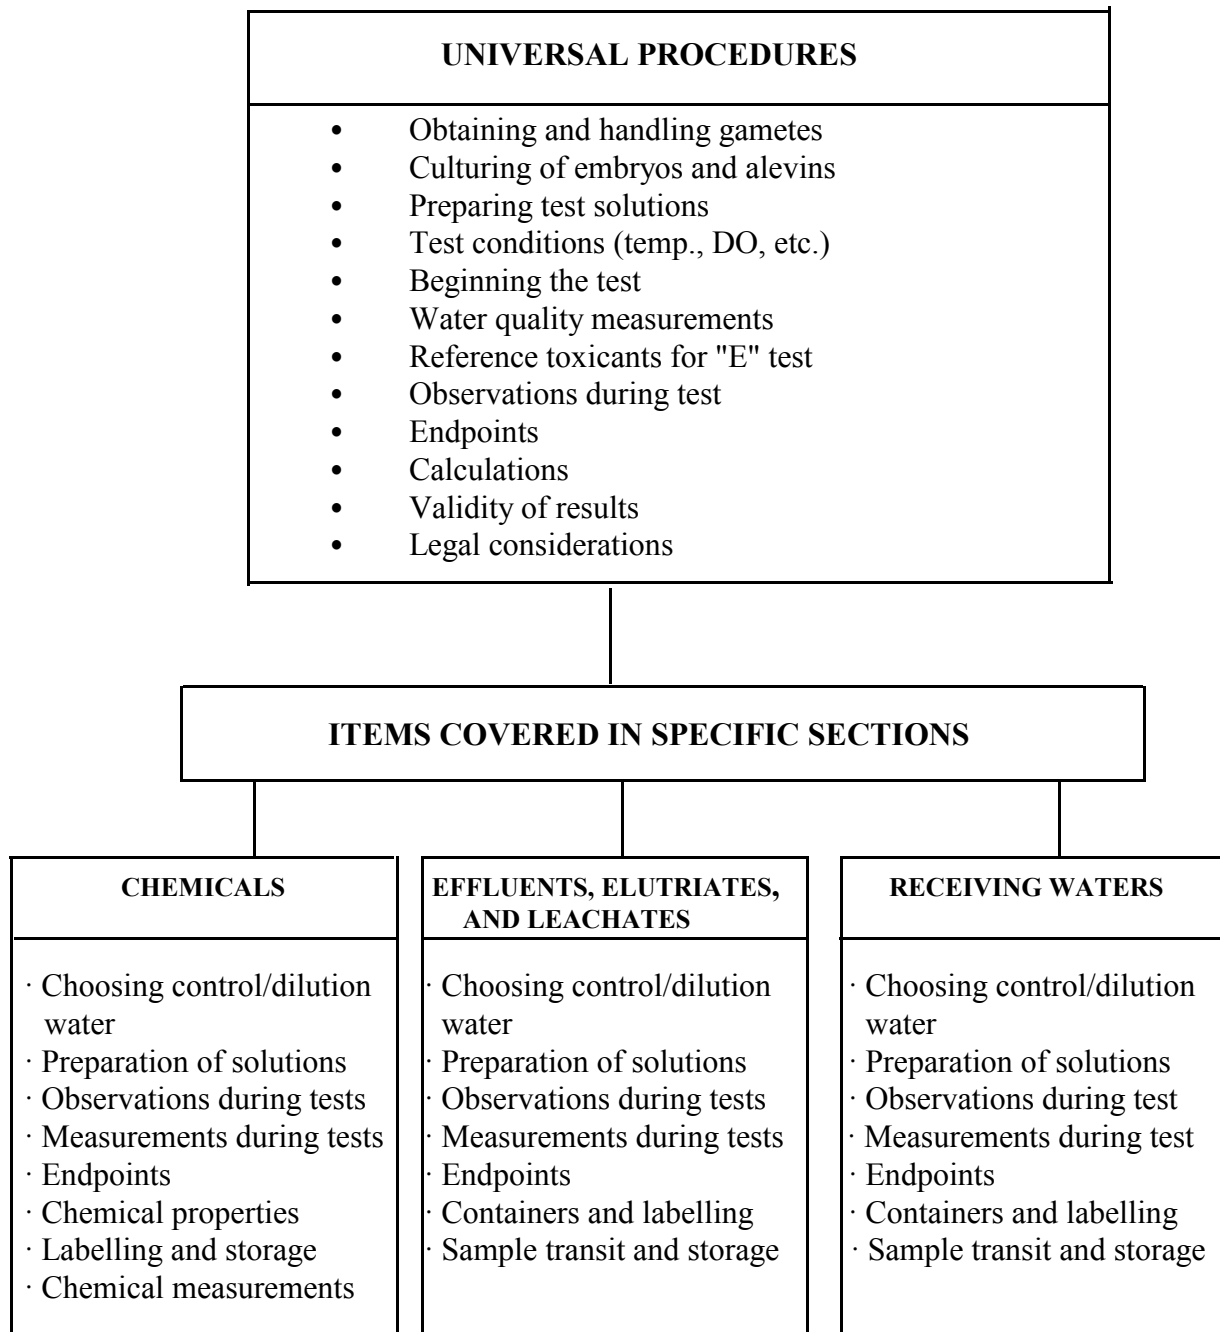 UNIVERSAL PROCEDURES
• Obtaining and handling gametes
• Culturing of embryos and alevins
• Preparing test solutions
• Test conditions (temp., DO, etc.)
• Beginning the test
• Water quality measurements
• Reference toxicants for "E" test
• Observations during test
• Endpoints
• Calculations
• Validity of results
• Legal considerations
ITEMS COVERED IN SPECIFIC SECTIONS
CHEMICALS
· Choosing control/dilution
water
· Preparation of solutions
· Observations during tests
· Measurements during tests
· Endpoints
· Chemical properties
· Labelling and storage
· Chemical measurements
EFFLUENTS, ELUTRIATES,
AND LEACHATES
· Choosing control/dilution
water
· Preparation of solutions
· Observations during tests
· Measurements during tests
· Endpoints
· Containers and labelling
· Sample transit and storage
RECEIVING WATERS
· Choosing control/dilution
water
· Preparation of solutions
· Observations during test
· Measurements during test
· Endpoints
· Containers and labelling
· Sample transit and storage